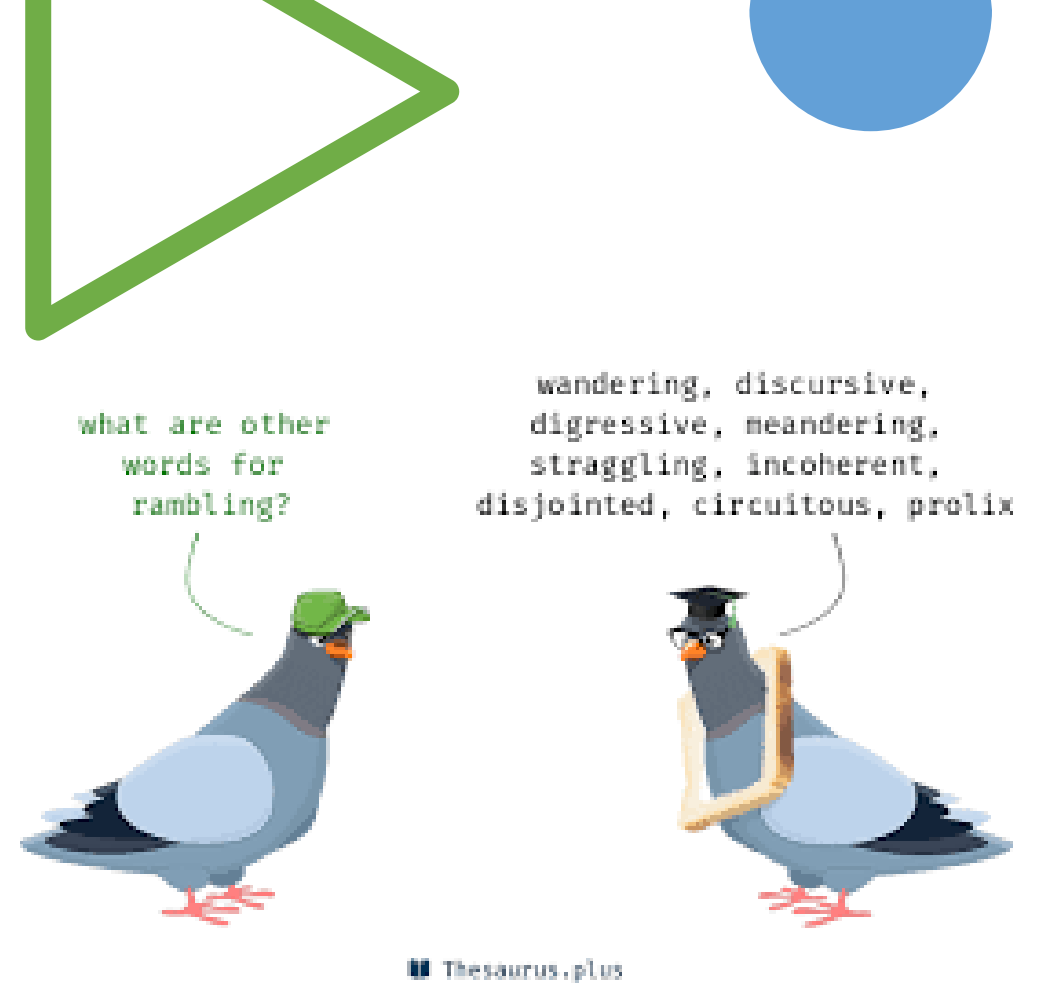 what are other
words for
rambling?
wandering, discursive,
digressive, meandering,
straggling, incoherent,
disjointed, circuitous, prolix
Thesaurus.plus